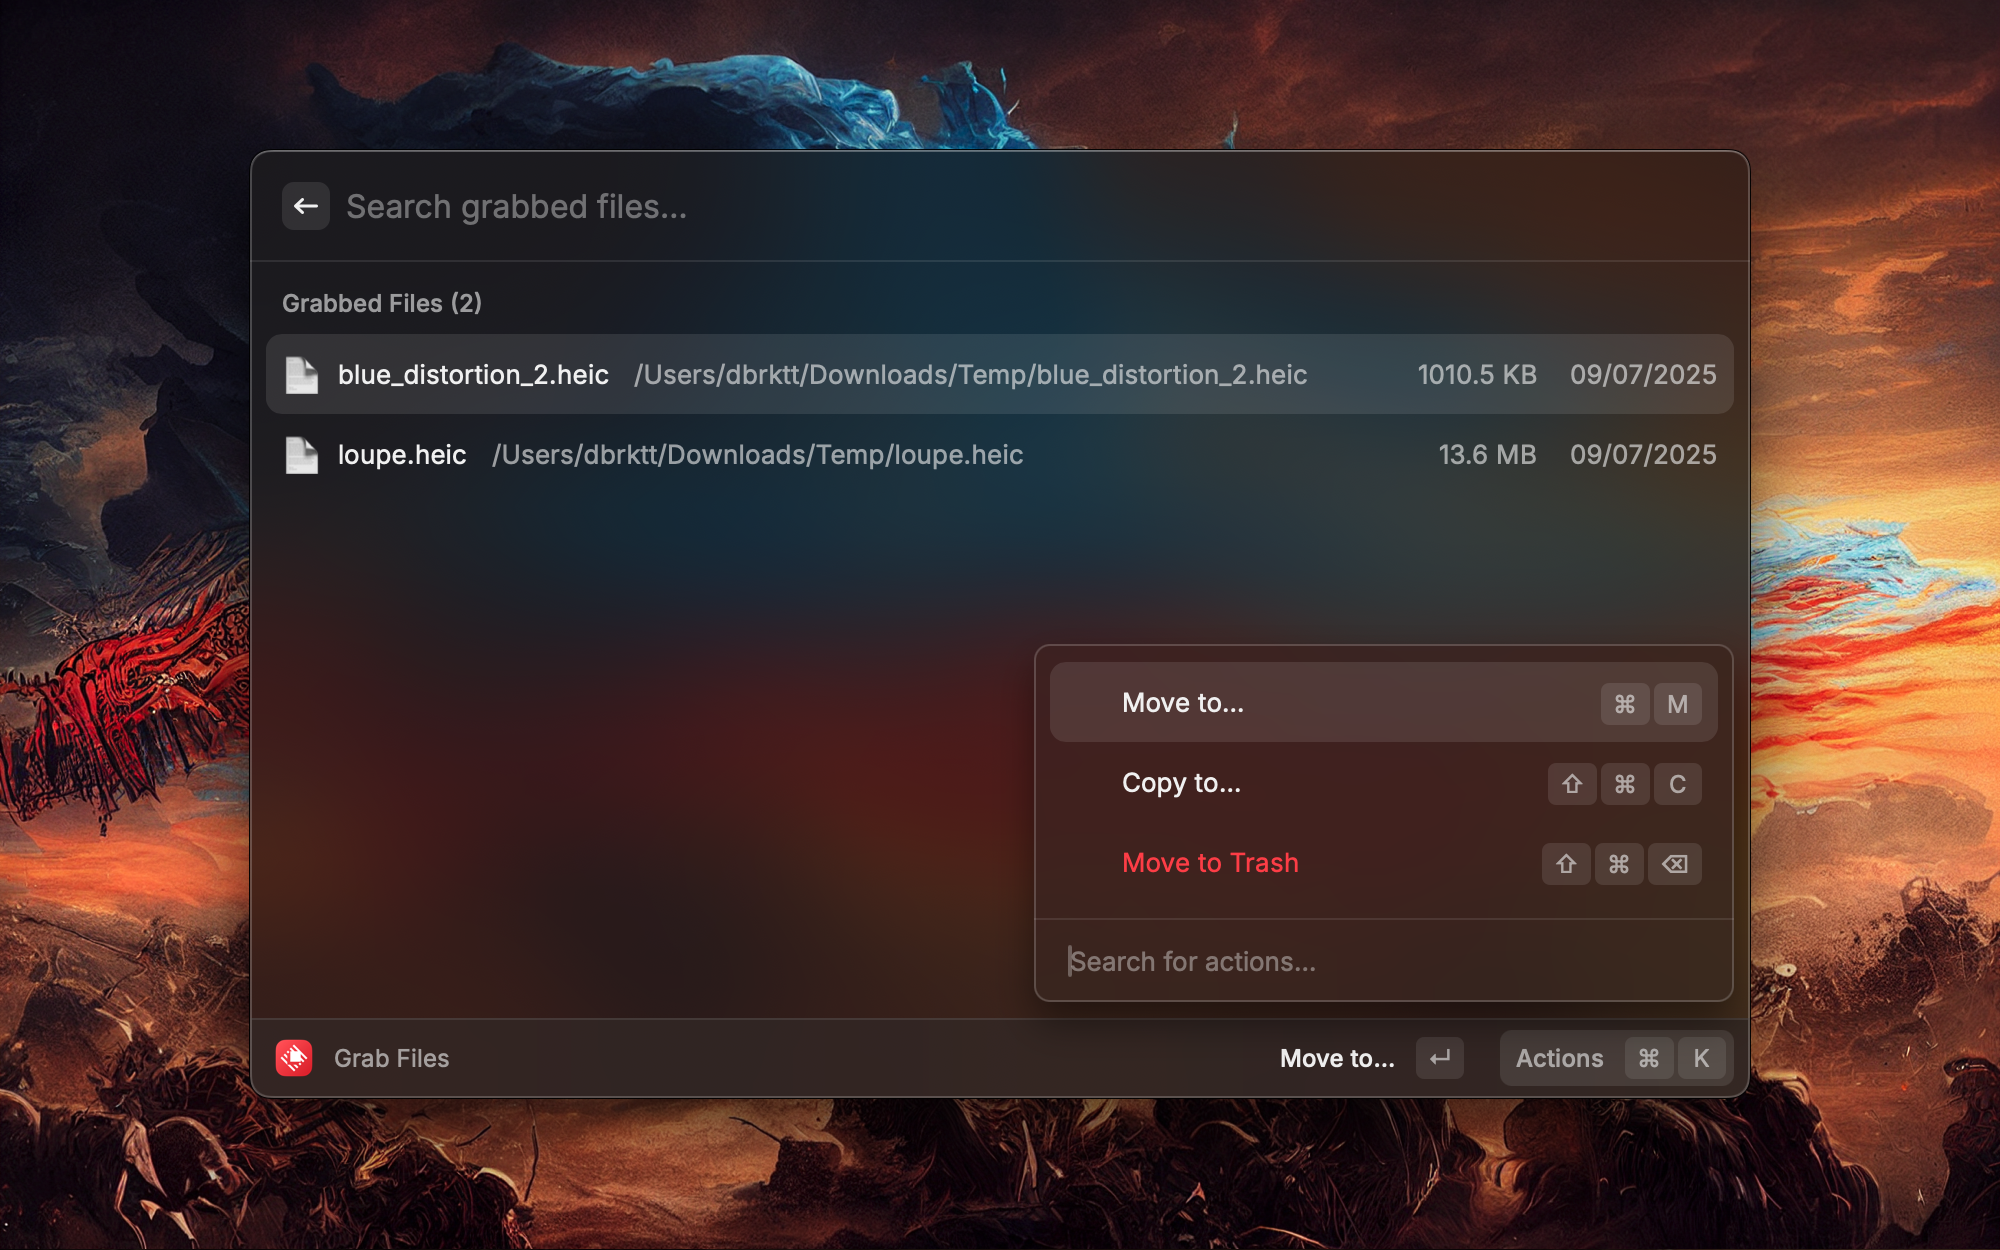 Search grabbed files...
Grabbed Files (2)
blue_distortion_2.heic /Users/dbrktt/Downloads/Temp/blue_distortion_2.heic 1010.5 KB 09/07/2025
loupe.heic /Users/dbrktt/Downloads/Temp/loupe.heic 13.6 MB 09/07/2025
Move to... ⌘ M
Copy to... ⇧ ⌘ C
Move to Trash ⇧ ⌘ ⌫
Search for actions...
Grab Files Move to... ↵ Actions ⌘ K